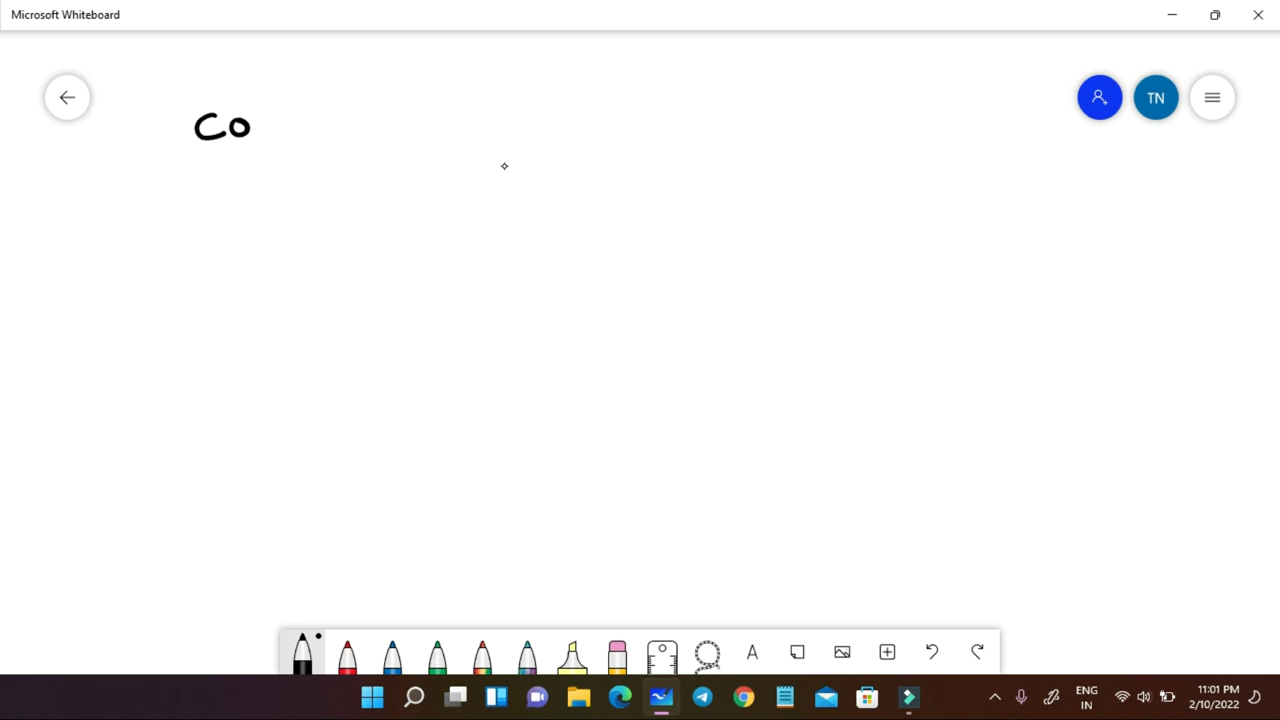 Microsoft Whiteboard
TN
Co
A
ENG
IN
11:01 PM
2/10/2022